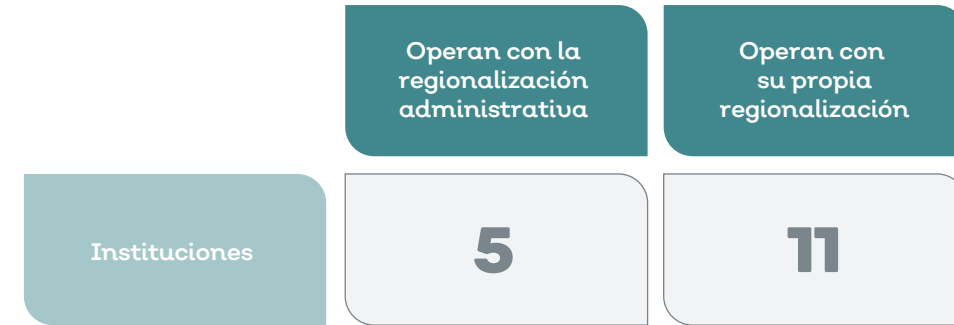 Operan con la
regionalización
administrativa
Operan con
su propia
regionalización
Instituciones
5
11